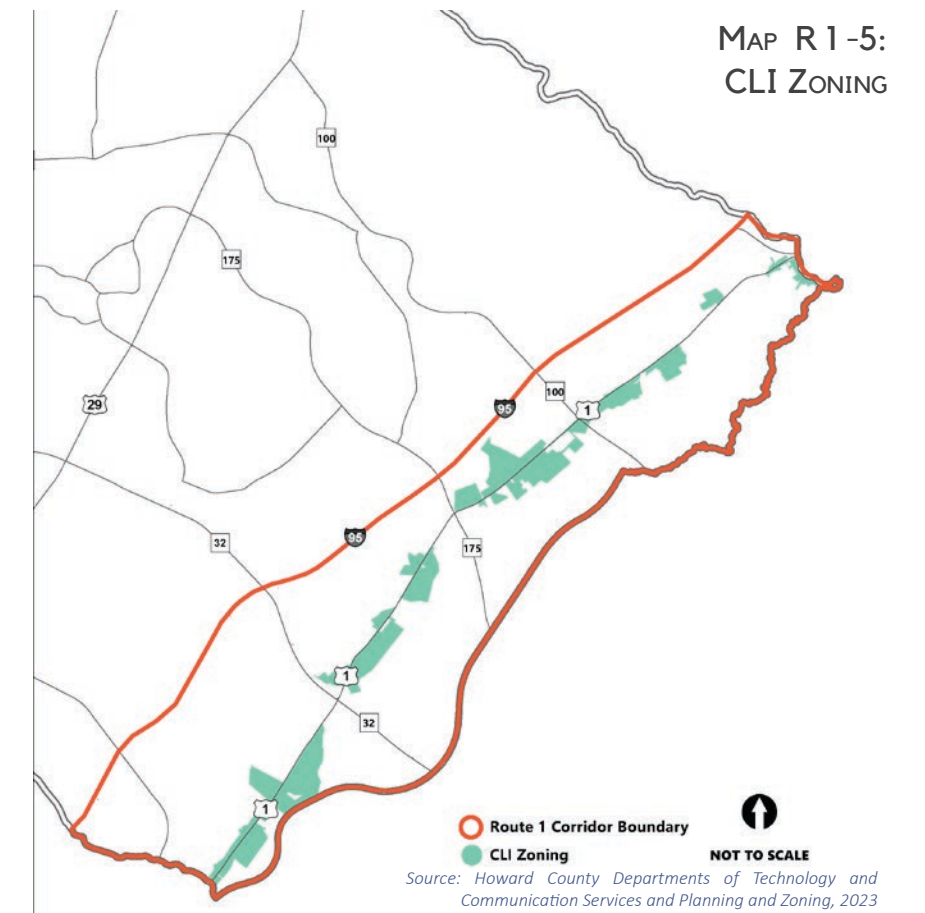 MAP R 1 -5:
CLI ZONING
100
175
29
95
100
1
95
32
175
1
32
1
Route 1 Corridor Boundary
CLI Zoning
NOT TO SCALE
Source: Howard County Departments of Technology and
Communication Services and Planning and Zoning, 2023